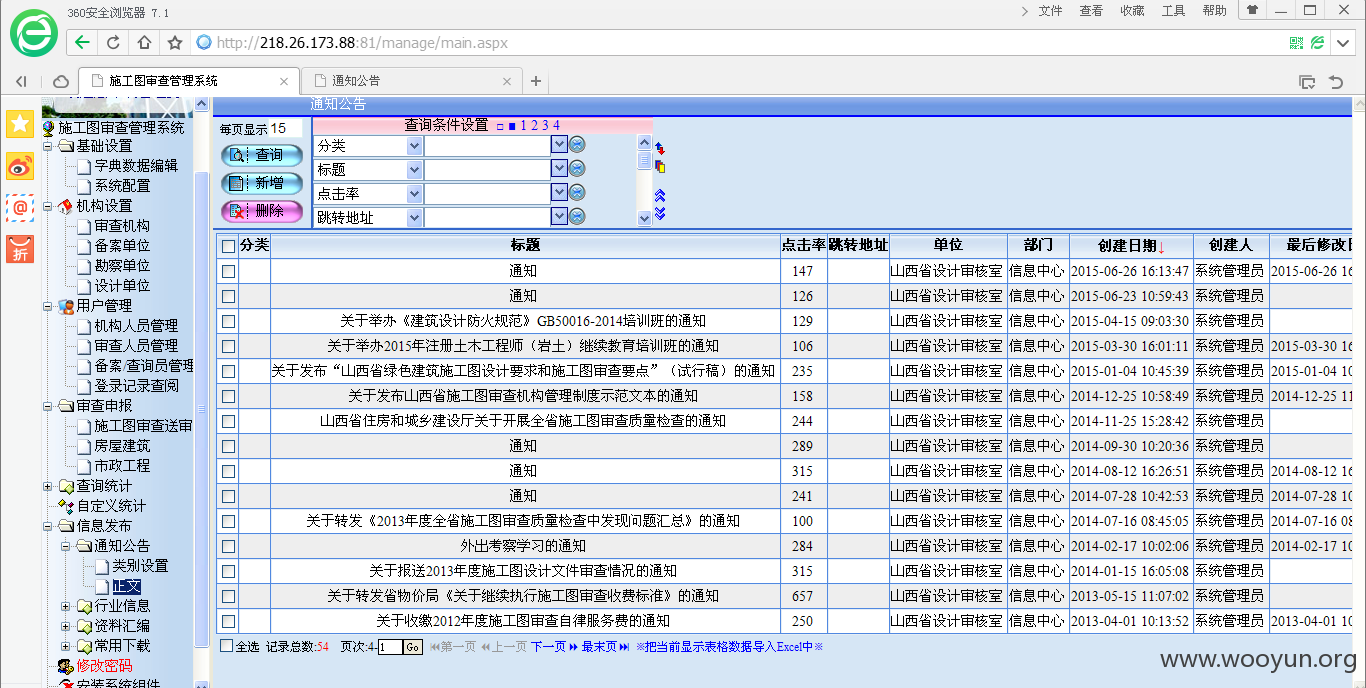 360安全浏览器 7.1
文件 查看 收藏 工具 帮助
http://218.26.173.88:81/manage/main.aspx
施工图审查管理系统
通知公告
施工图审查管理系统
基础设置
字典数据编辑
系统配置
机构设置
审查机构
备案单位
勘察单位
设计单位
用户管理
机构人员管理
审查人员管理
备案/查询员管理
登录记录查阅
审查申报
施工图审查送审
房屋建筑
市政工程
查询统计
自定义统计
信息发布
通知公告
类别设置
正文
行业信息
资料汇编
常用下载
修改密码
安装系统组件
折
通知公告
每页显示 15
查询
新增
删除
查询条件设置 □ ■ 1 2 3 4
分类
标题
点击率
跳转地址
分类 标题 点击率 跳转地址 单位 部门 创建日期↓ 创建人 最后修改日
通知 147 山西省设计审核室 信息中心 2015-06-26 16:13:47 系统管理员 2015-06-26 16
通知 126 山西省设计审核室 信息中心 2015-06-23 10:59:43 系统管理员
关于举办《建筑设计防火规范》GB50016-2014培训班的通知 129 山西省设计审核室 信息中心 2015-04-15 09:03:30 系统管理员
关于举办2015年注册土木工程师（岩土）继续教育培训班的通知 106 山西省设计审核室 信息中心 2015-03-30 16:01:11 系统管理员 2015-03-30 16
关于发布“山西省绿色建筑施工图设计要求和施工图审查要点”（试行稿）的通知 235 山西省设计审核室 信息中心 2015-01-04 10:45:39 系统管理员 2015-01-04 10
关于发布山西省施工图审查机构管理制度示范文本的通知 158 山西省设计审核室 信息中心 2014-12-25 10:58:49 系统管理员 2014-12-25 11
山西省住房和城乡建设厅关于开展全省施工图审查质量检查的通知 244 山西省设计审核室 信息中心 2014-11-25 15:28:42 系统管理员
通知 289 山西省设计审核室 信息中心 2014-09-30 10:20:36 系统管理员
通知 315 山西省设计审核室 信息中心 2014-08-12 16:26:51 系统管理员 2014-08-12 16
通知 241 山西省设计审核室 信息中心 2014-07-28 10:42:53 系统管理员 2014-07-28 10
关于转发《2013年度全省施工图审查质量检查中发现问题汇总》的通知 100 山西省设计审核室 信息中心 2014-07-16 08:45:05 系统管理员 2014-07-16 08
外出考察学习的通知 284 山西省设计审核室 信息中心 2014-02-17 10:02:06 系统管理员 2014-02-17 10
关于报送2013年度施工图设计文件审查情况的通知 315 山西省设计审核室 信息中心 2014-01-15 16:05:08 系统管理员
关于转发省物价局《关于继续执行施工图审查收费标准》的通知 657 山西省设计审核室 信息中心 2013-05-15 11:07:02 系统管理员
关于收缴2012年度施工图审查自律服务费的通知 250 山西省设计审核室 信息中心 2013-04-01 10:13:52 系统管理员 2013-04-01 10
全选 记录总数:54 页次:4-1 Go 第一页 上一页 下一页 最末页 ※把当前显示表格数据导入Excel中※
www.wooyun.org